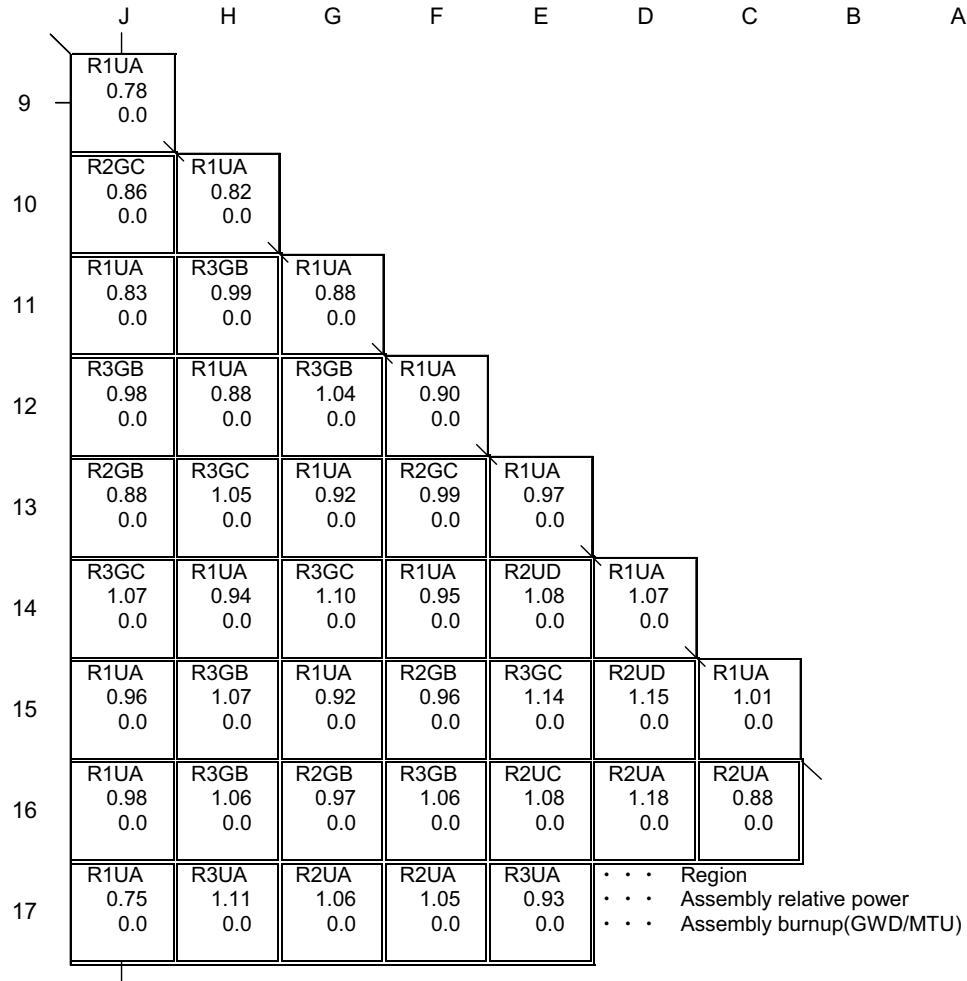 J H G F E D C B A
R1UA
9 0.78
0.0
R2GC R1UA
10 0.86 0.82
0.0 0.0
R1UA R3GB R1UA
11 0.83 0.99 0.88
0.0 0.0 0.0
R3GB R1UA R3GB R1UA
12 0.98 0.88 1.04 0.90
0.0 0.0 0.0 0.0
R2GB R3GC R1UA R2GC R1UA
13 0.88 1.05 0.92 0.99 0.97
0.0 0.0 0.0 0.0 0.0
R3GC R1UA R3GC R1UA R2UD R1UA
14 1.07 0.94 1.10 0.95 1.08 1.07
0.0 0.0 0.0 0.0 0.0 0.0
R1UA R3GB R1UA R2GB R3GC R2UD R1UA
15 0.96 1.07 0.92 0.96 1.14 1.15 1.01
0.0 0.0 0.0 0.0 0.0 0.0 0.0
R1UA R3GB R2GB R3GB R2UC R2UA R2UA
16 0.98 1.06 0.97 1.06 1.08 1.18 0.88
0.0 0.0 0.0 0.0 0.0 0.0 0.0
R1UA R3UA R2UA R2UA R3UA ・・・ Region
17 0.75 1.11 1.06 1.05 0.93 ・・・ Assembly relative power
0.0 0.0 0.0 0.0 0.0 ・・・ Assembly burnup(GWD/MTU)